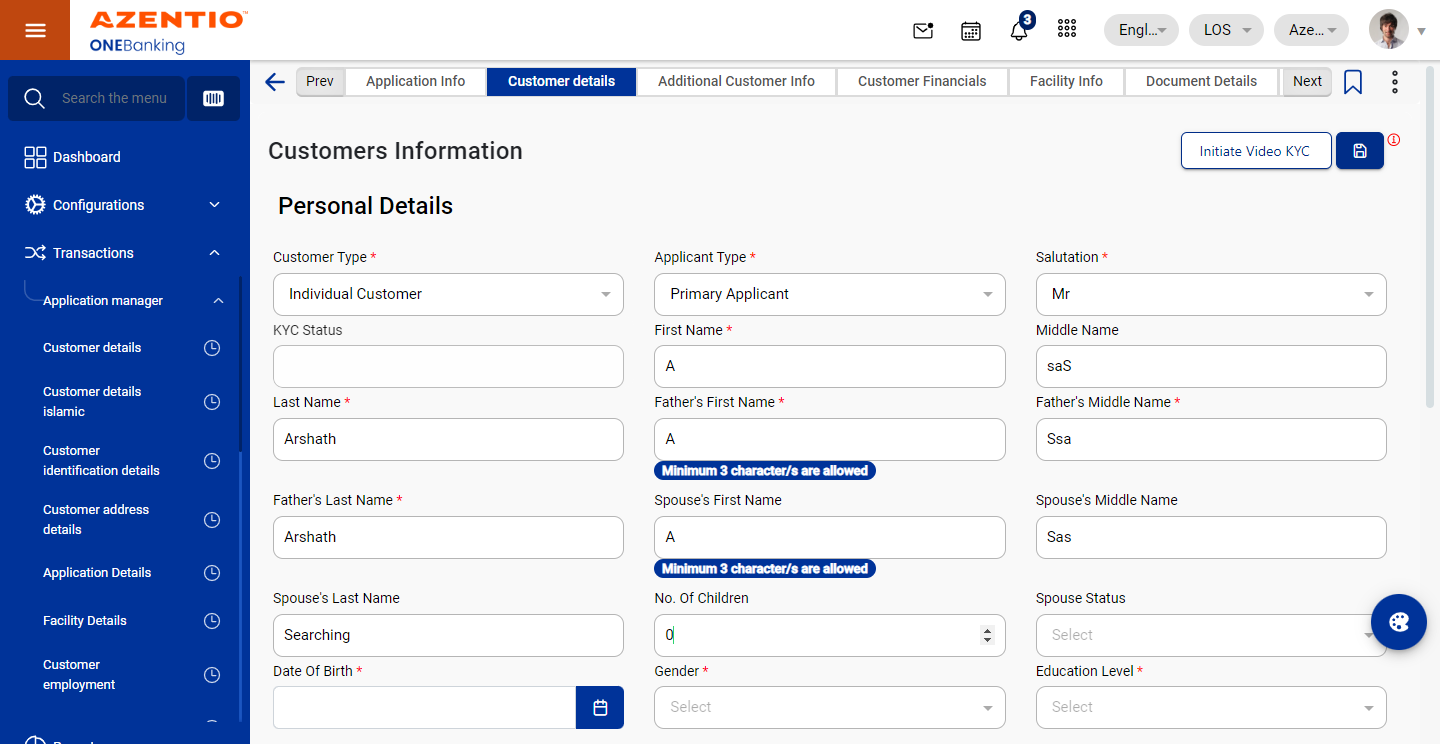 AZENTIO™
ONEBanking
3
Engl...
LOS
Aze...
Search the menu
Dashboard
Configurations
Transactions
Application manager
Customer details
Customer details
islamic
Customer
identification details
Customer address
details
Application Details
Facility Details
Customer
employment
Prev
Application Info
Customer details
Additional Customer Info
Customer Financials
Facility Info
Document Details
Next
Customers Information
Initiate Video KYC
Personal Details
Customer Type *
Applicant Type *
Salutation *
Individual Customer
Primary Applicant
Mr
KYC Status
First Name *
Middle Name
A
saS
Last Name *
Father's First Name *
Father's Middle Name *
Arshath
A
Ssa
Minimum 3 character/s are allowed
Father's Last Name *
Spouse's First Name
Spouse's Middle Name
Arshath
A
Sas
Minimum 3 character/s are allowed
Spouse's Last Name
No. Of Children
Spouse Status
Searching
0
Select
Date Of Birth *
Gender *
Education Level *
Select
Select